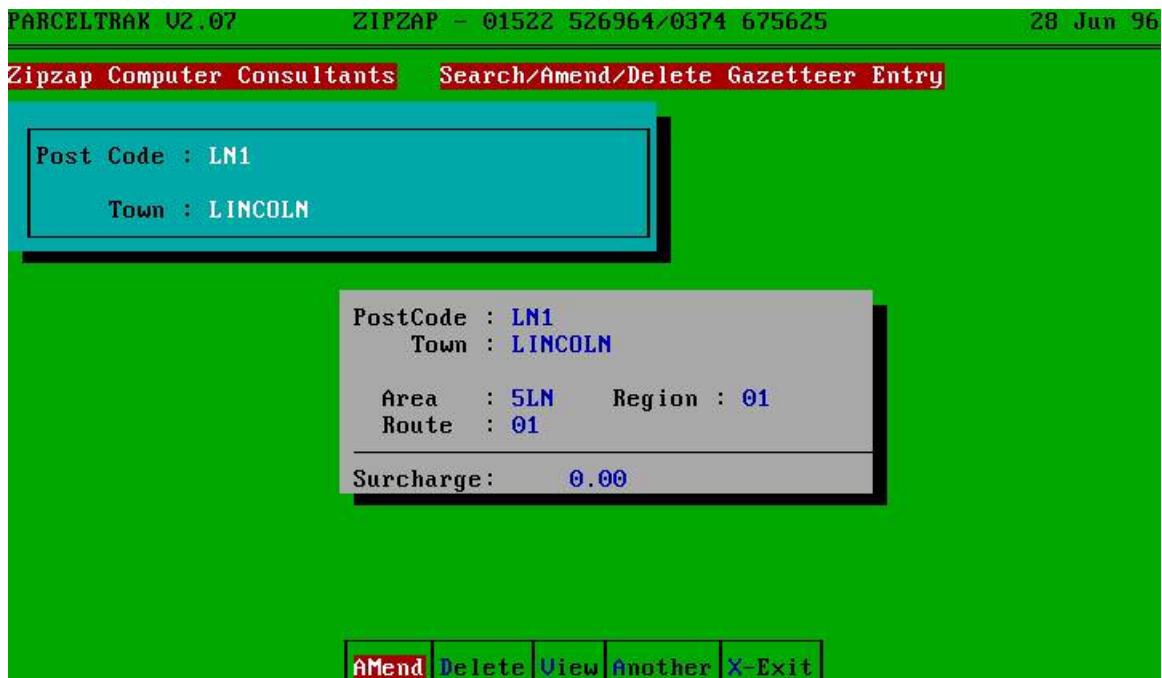 PARCELTRAK V2.07 ZIPZAP - 01522 526964/0374 675625 28 Jun 96
Zipzap Computer Consultants Search/Amend/Delete Gazetteer Entry
Post Code : LN1
Town : LINCOLN
PostCode : LN1
Town : LINCOLN
Area : 5LN Region : 01
Route : 01
Surcharge: 0.00
AMend Delete View Another X-Exit